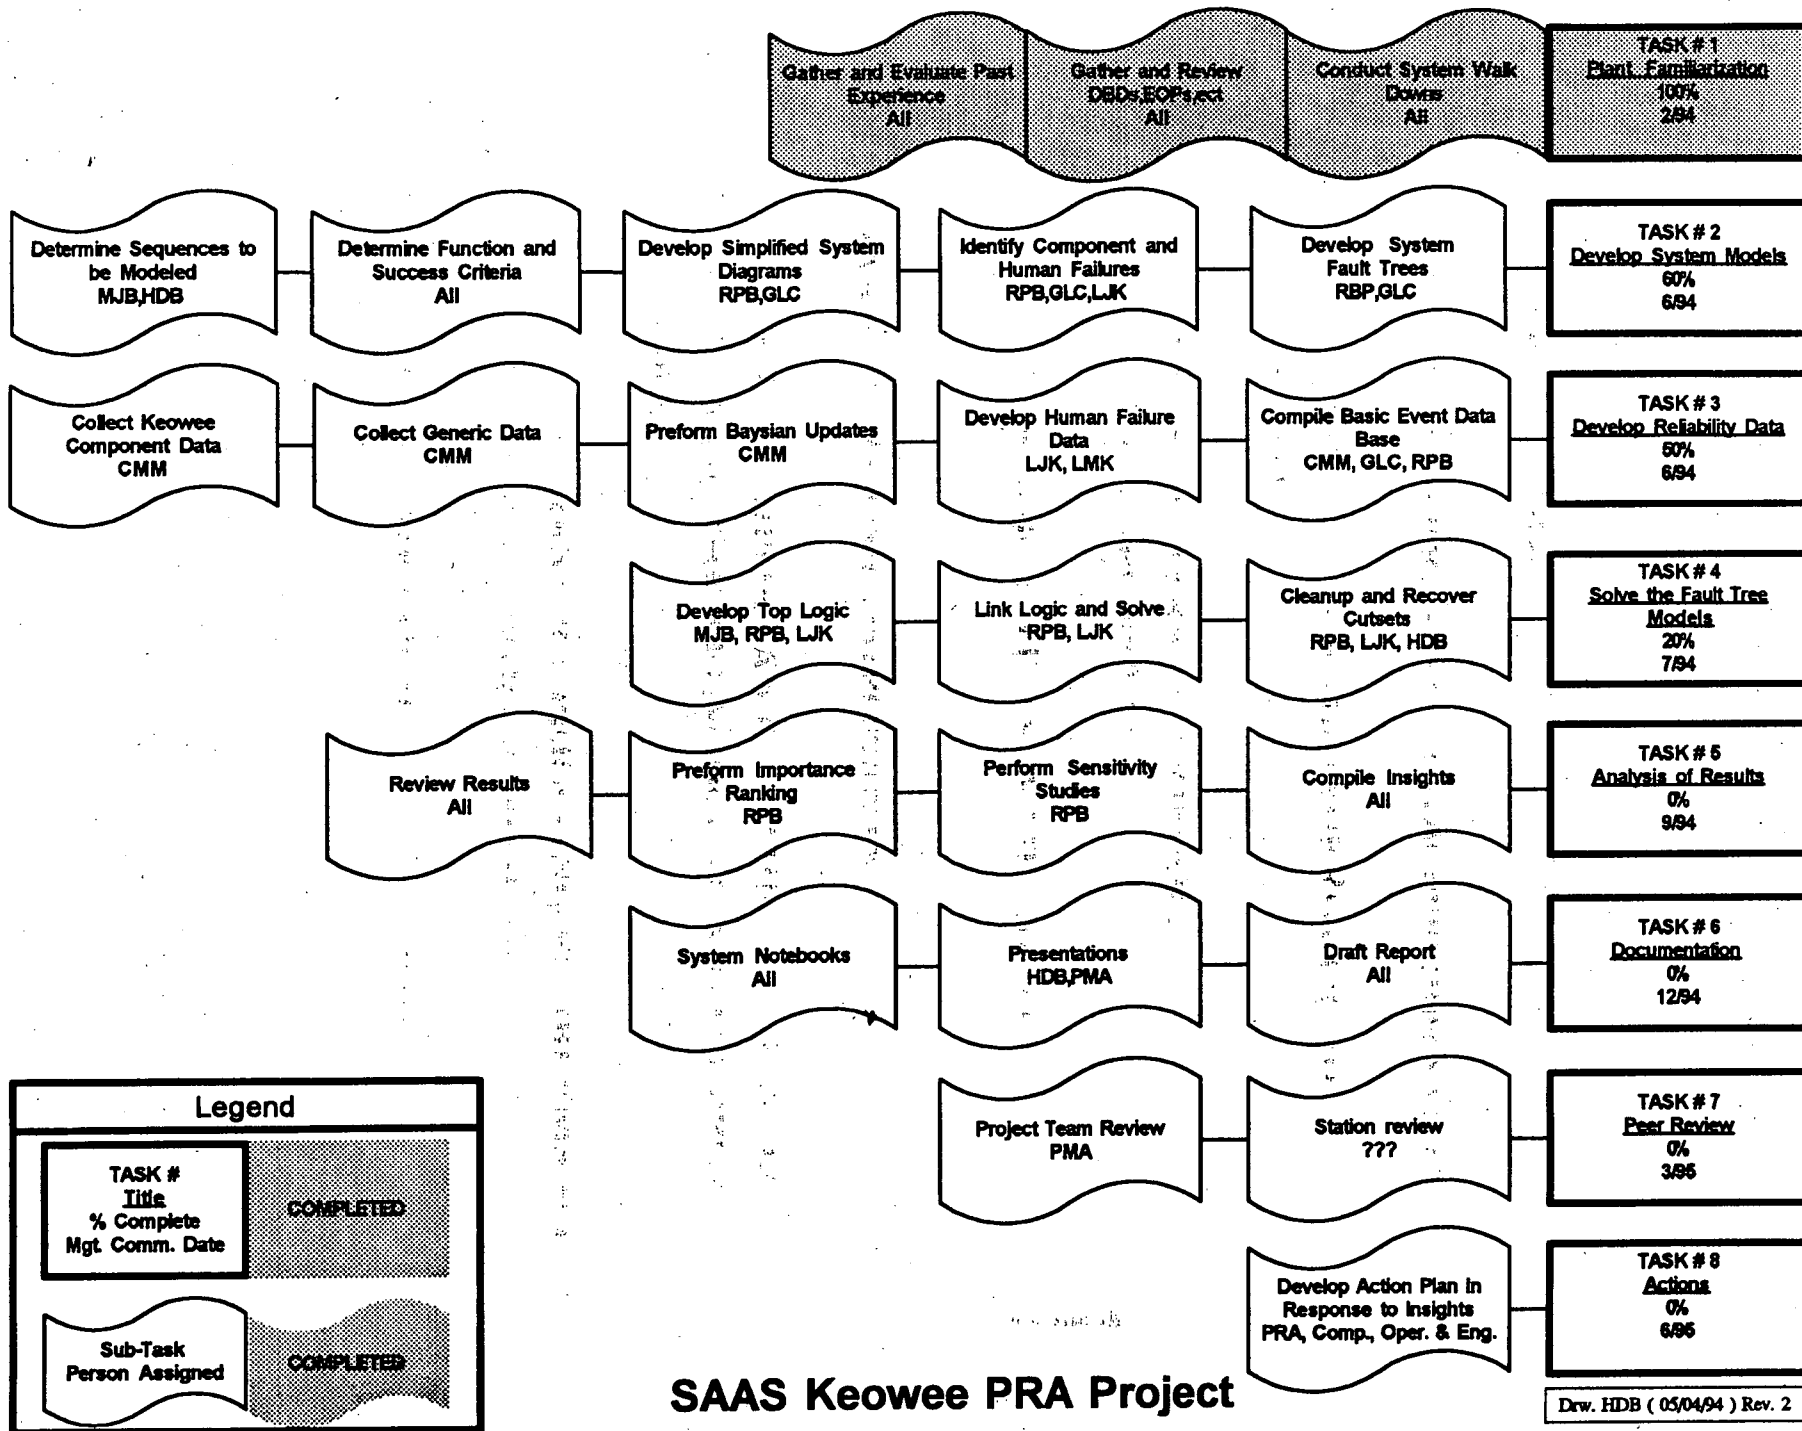 Gather and Evaluate Past
Experience
All
Gather and Review
DBDs,EOPs,ect
All
Conduct System Walk
Downs
All
TASK # 1
Plant Familiarization
100%
2/94
Determine Sequences to
be Modeled
MJB,HDB
Determine Function and
Success Criteria
All
Develop Simplified System
Diagrams
RPB,GLC
Identify Component and
Human Failures
RPB,GLC,LJK
Develop System
Fault Trees
RBP,GLC
TASK # 2
Develop System Models
60%
6/94
Collect Keowee
Component Data
CMM
Collect Generic Data
CMM
Preform Baysian Updates
CMM
Develop Human Failure
Data
LJK, LMK
Compile Basic Event Data
Base
CMM, GLC, RPB
TASK # 3
Develop Reliability Data
50%
6/94
Develop Top Logic
MJB, RPB, LJK
Link Logic and Solve
RPB, LJK
Cleanup and Recover
Cutsets
RPB, LJK, HDB
TASK # 4
Solve the Fault Tree
Models
20%
7/94
Review Results
All
Preform Importance
Ranking
RPB
Perform Sensitivity
Studies
RPB
Compile Insights
All
TASK # 5
Analysis of Results
0%
9/94
System Notebooks
All
Presentations
HDB,PMA
Draft Report
All
TASK # 6
Documentation
0%
12/94
Project Team Review
PMA
Station review
???
TASK # 7
Peer Review
0%
3/95
Develop Action Plan in
Response to Insights
PRA, Comp., Oper. & Eng.
TASK # 8
Actions
0%
6/95
Legend
TASK #
Title
% Complete
Mgt. Comm. Date
COMPLETED
Sub-Task
Person Assigned
COMPLETED
SAAS Keowee PRA Project
Drw. HDB ( 05/04/94 ) Rev. 2